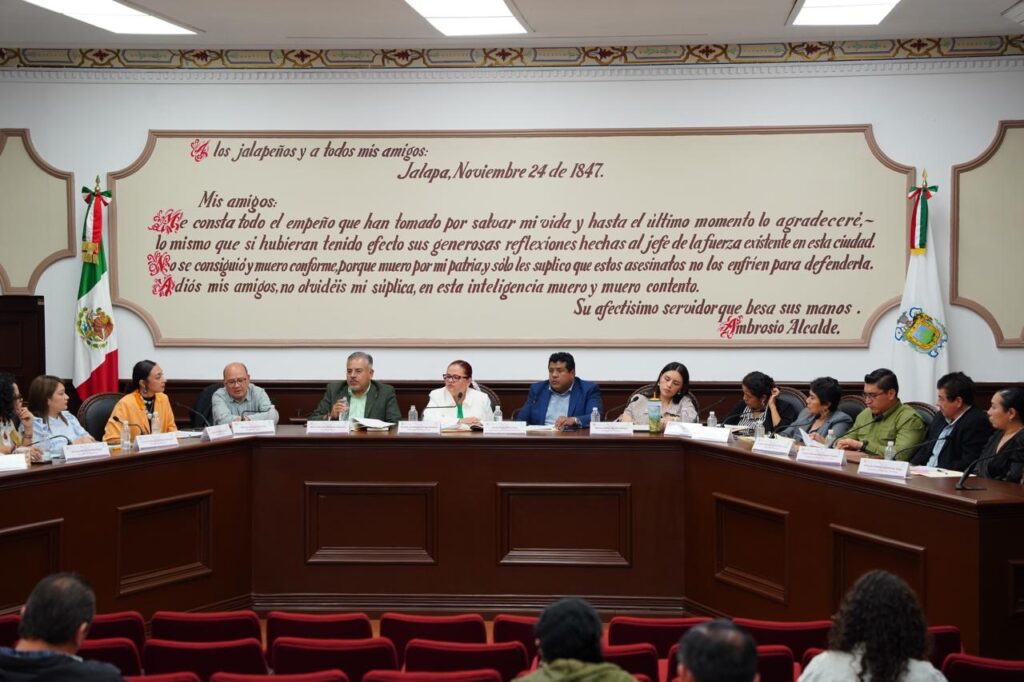 A los jalapeños y a todos mis amigos:
Jalapa, Noviembre 24 de 1847.
Mis amigos:
Me consta todo el empeño que han tomado por salvar mi vida y hasta el último momento lo agradeceré~
lo mismo que si hubieran tenido efecto sus generosas reflexiones hechas al jefe de la fuerza existente en esta ciudad.
No se consiguió y muero conforme, porque muero por mi patria, y sólo les suplico que estos asesinatos no los enfríen para defenderla.
Adiós mis amigos, no olvidéis mi súplica, en esta inteligencia muero y muero contento.
Su afectisimo servidor que besa sus manos.
Ambrosio Alcalde.